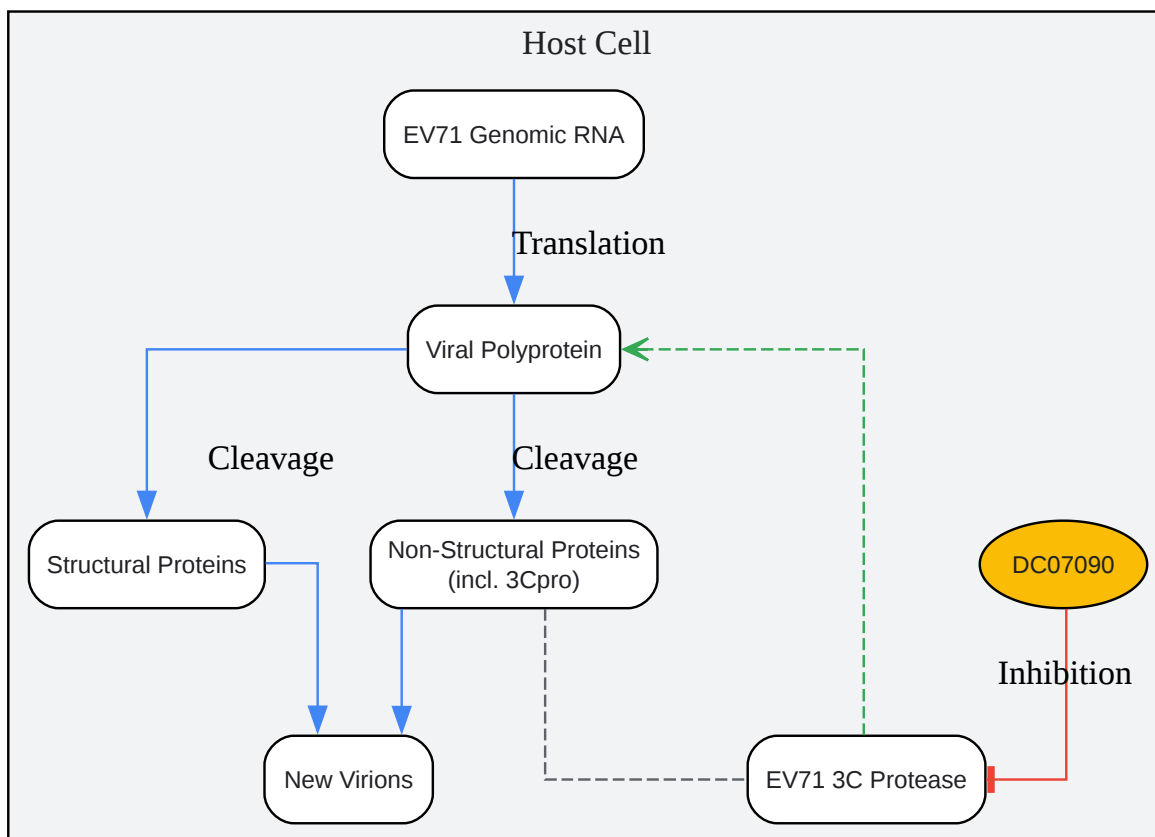 Host Cell
EV71 Genomic RNA
Translation
Viral Polyprotein
Cleavage
Cleavage
Structural Proteins
Non-Structural Proteins
(incl. 3Cpro)
DC07090
Inhibition
New Virions
EV71 3C Protease